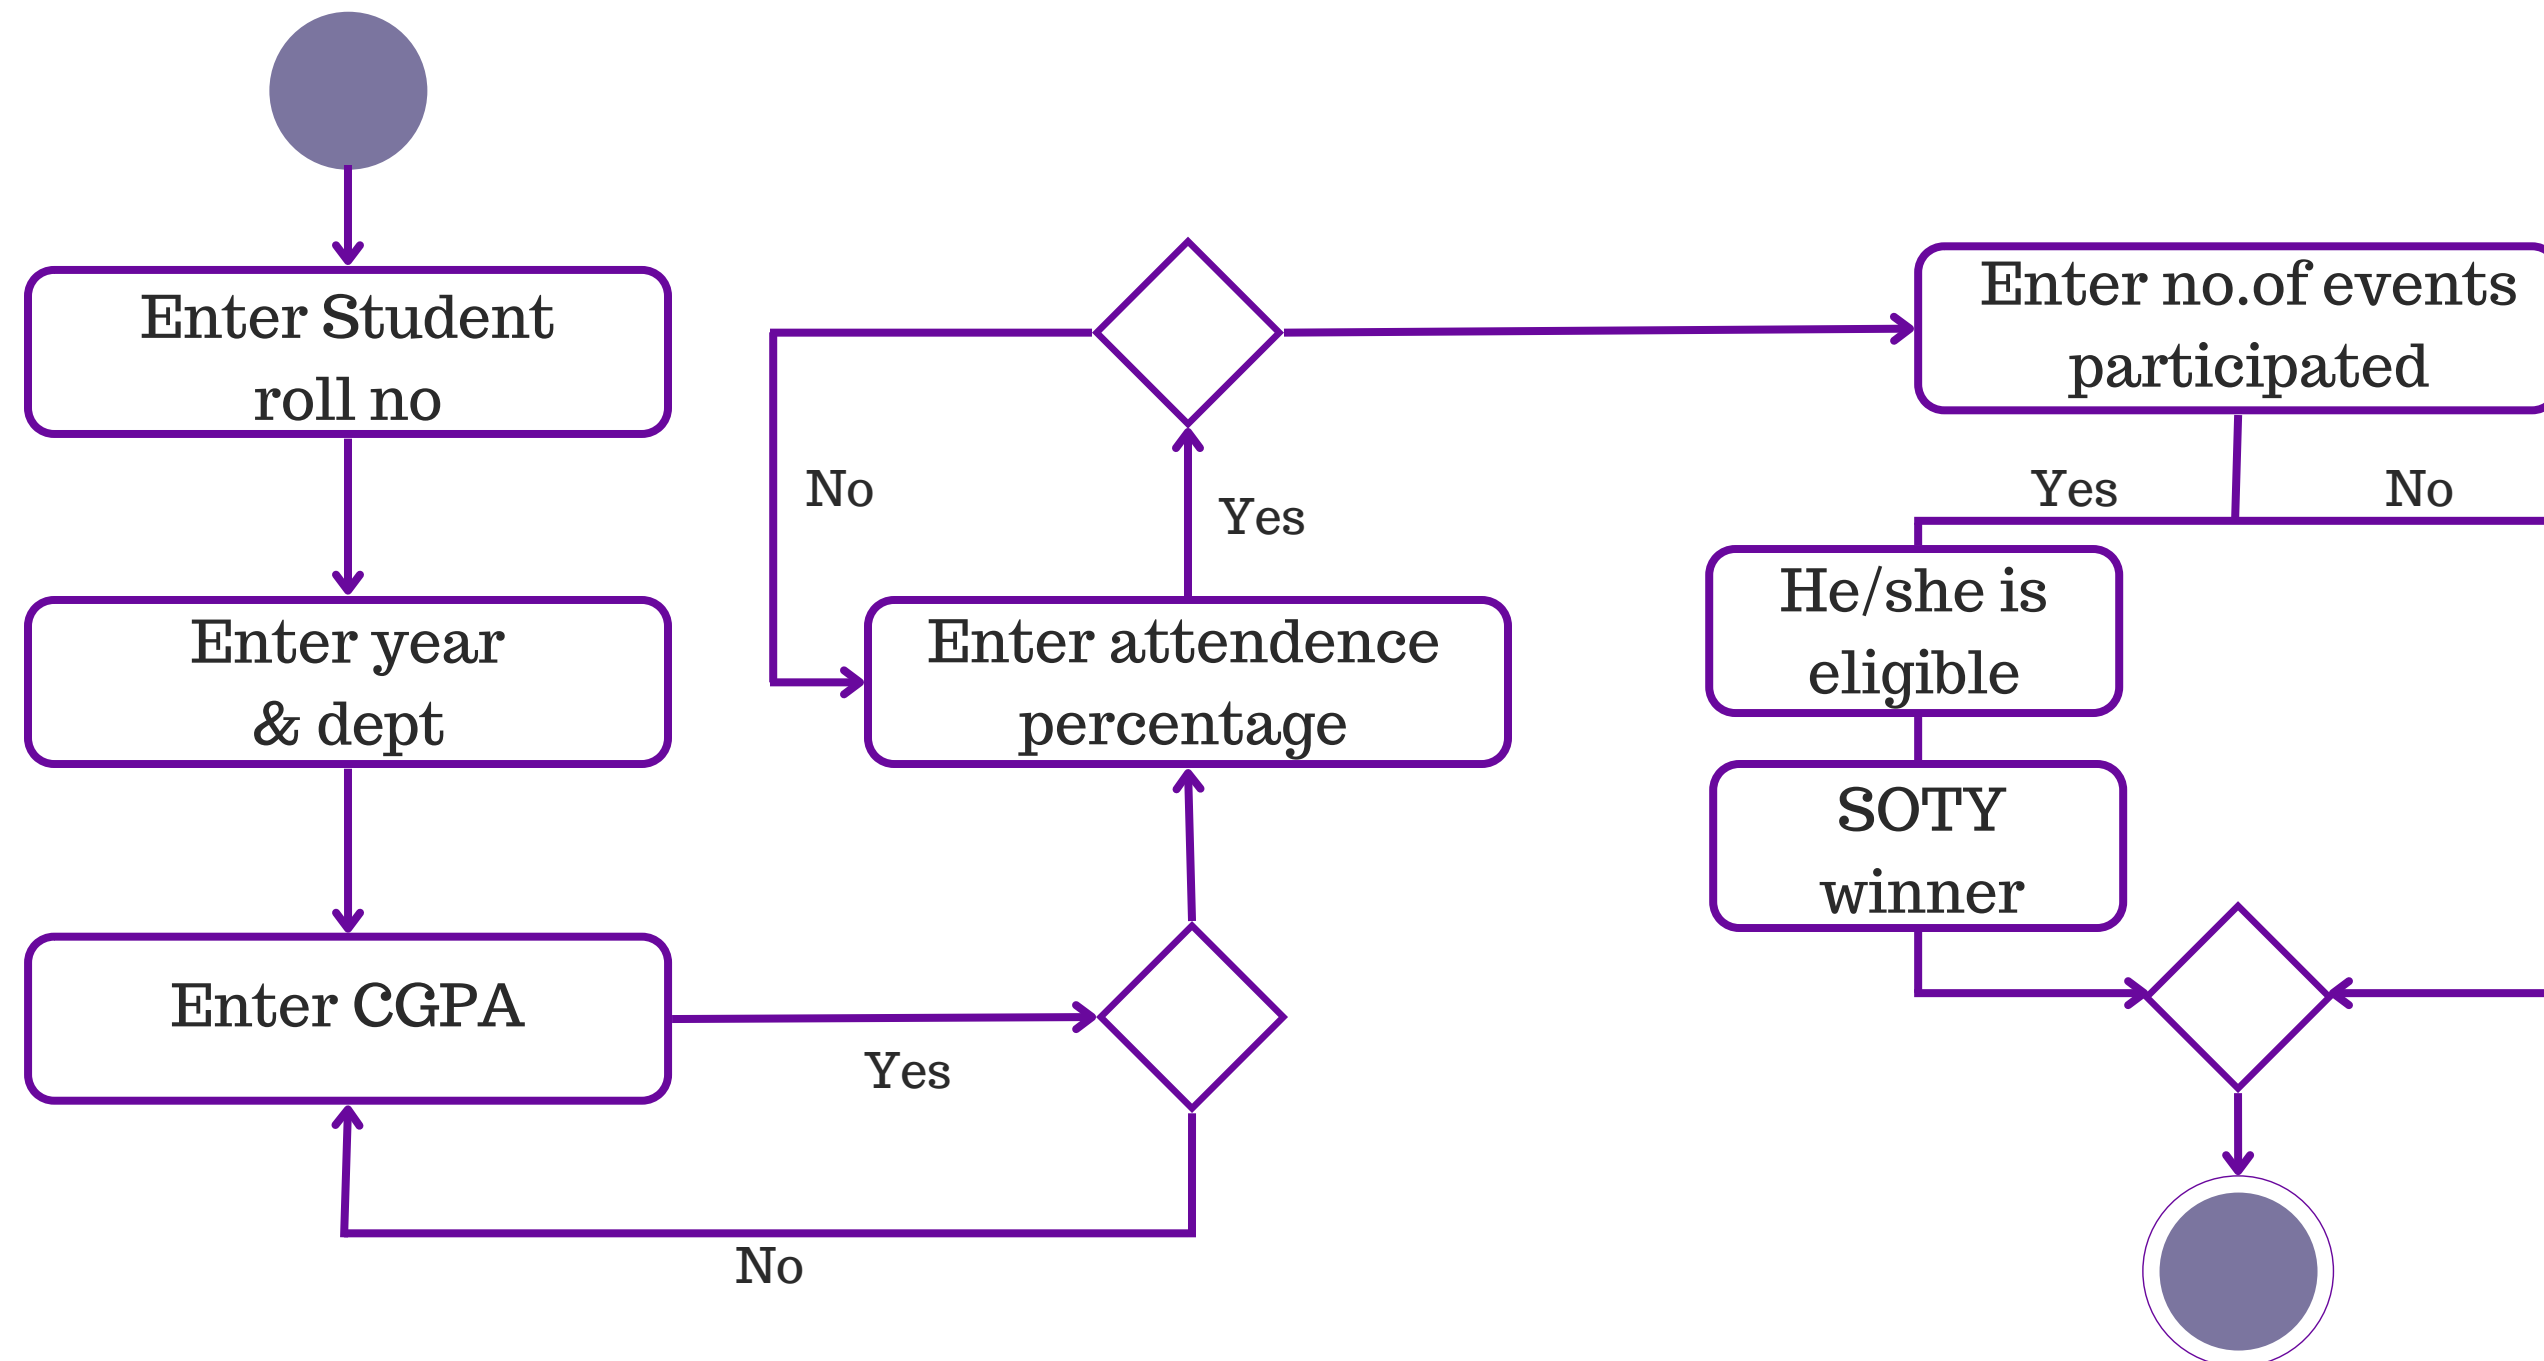 Enter Student
roll no
Enter year
& dept
Enter CGPA
Yes
No
Enter attendence
percentage
Yes
No
Enter no.of events
participated
Yes
No
He/she is
eligible
SOTY
winner